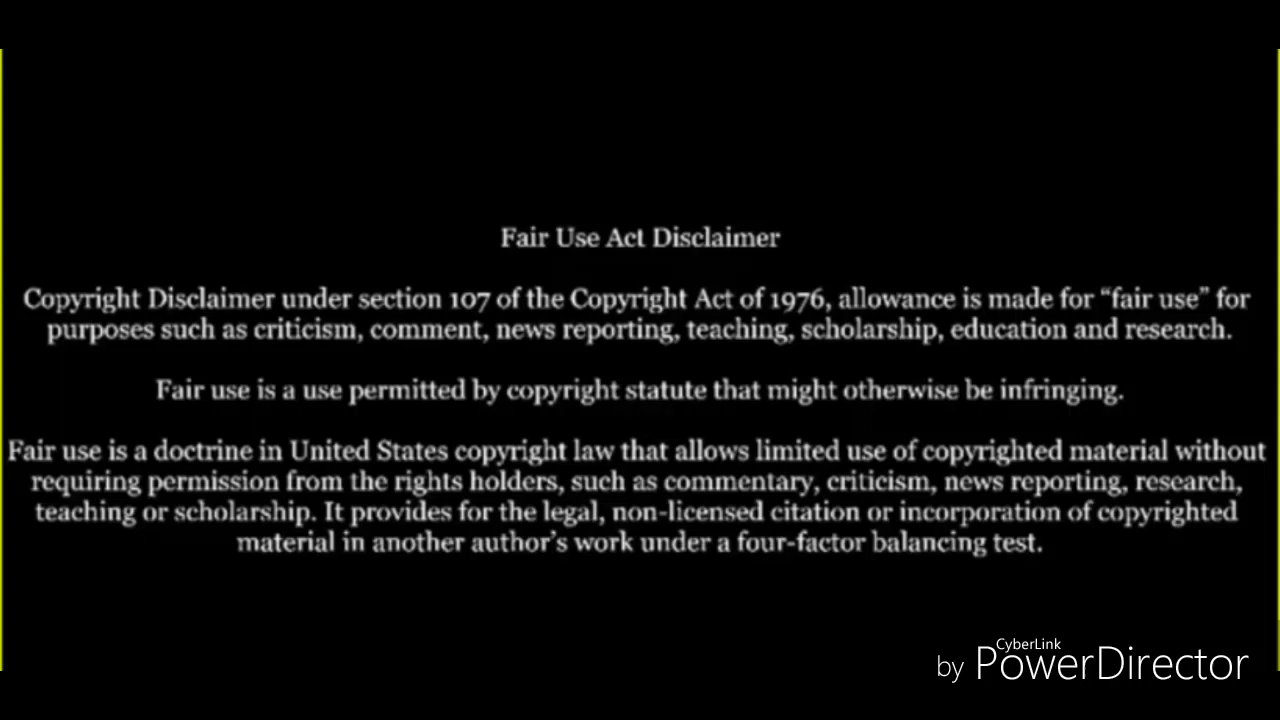 Fair Use Act Disclaimer
Copyright Disclaimer under section 107 of the Copyright Act of 1976, allowance is made for “fair use” for
purposes such as criticism, comment, news reporting, teaching, scholarship, education and research.
Fair use is a use permitted by copyright statute that might otherwise be infringing.
Fair use is a doctrine in United States copyright law that allows limited use of copyrighted material without
requiring permission from the rights holders, such as commentary, criticism, news reporting, research,
teaching or scholarship. It provides for the legal, non-licensed citation or incorporation of copyrighted
material in another author’s work under a four-factor balancing test.
CyberLink
by PowerDirector